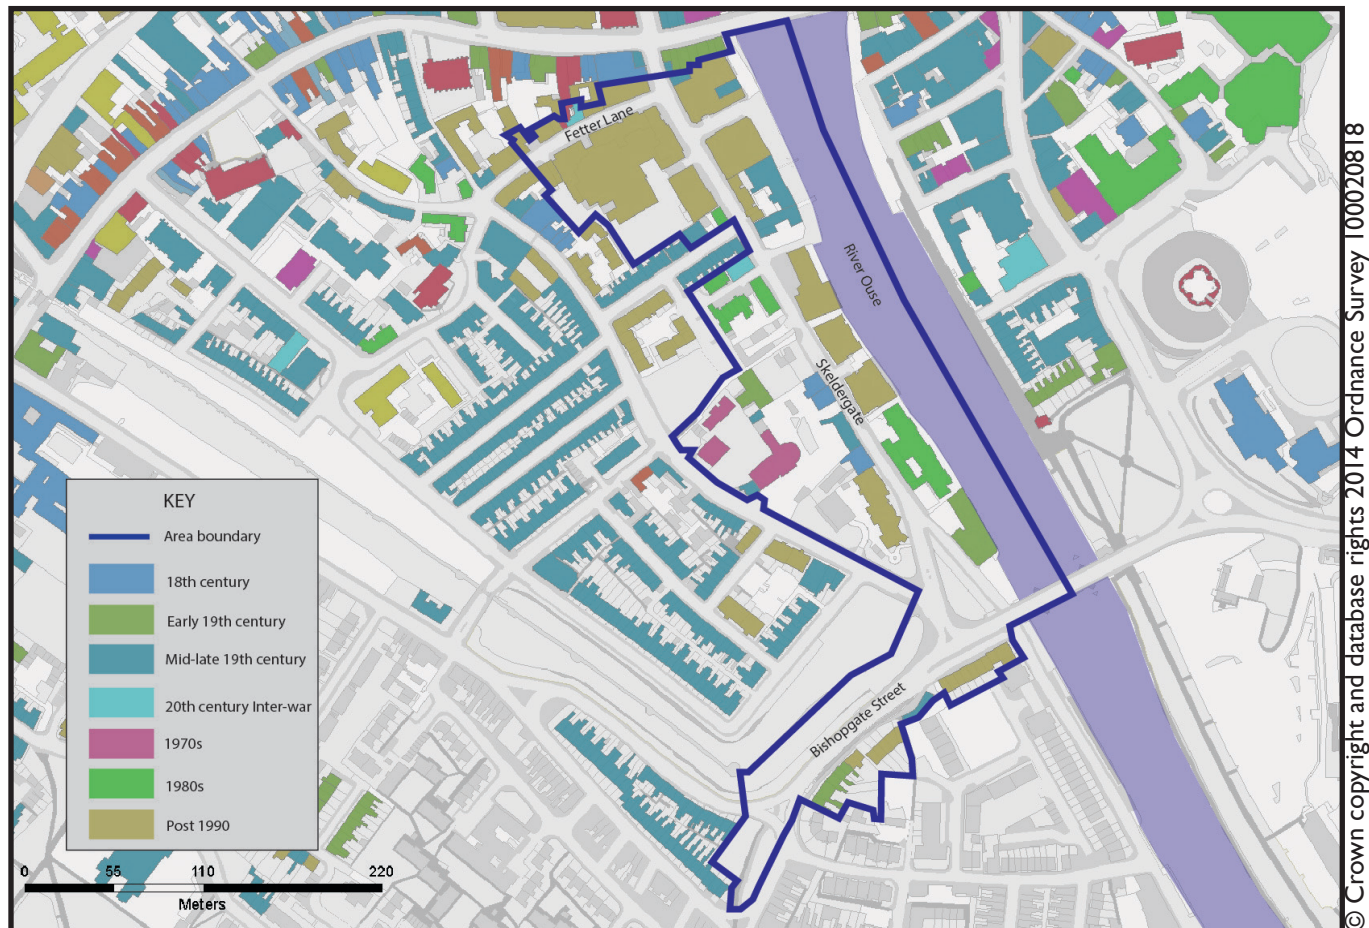 Fetter Lane
River Ouse
Skeldergate
Bishopgate Street
KEY
Area boundary
18th century
Early 19th century
Mid-late 19th century
20th century Inter-war
1970s
1980s
Post 1990
0 55 110 220
Meters
© Crown copyright and database rights 2014 Ordnance Survey 100020818